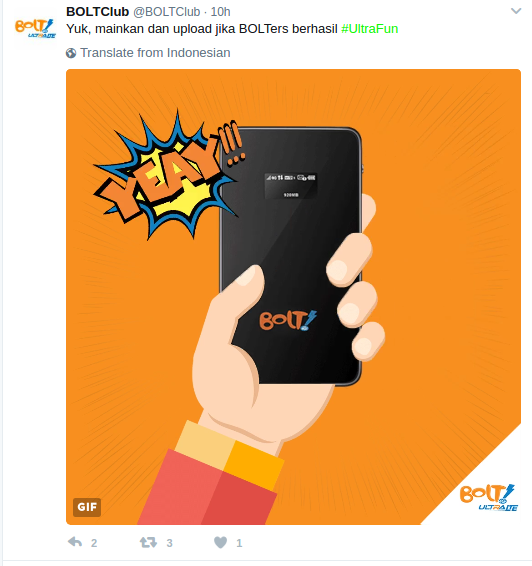 BOLTClub @BOLTClub · 10h
Yuk, mainkan dan upload jika BOLTers berhasil #UltraFun
Translate from Indonesian
BOLT!
ULTRA LTE
YEAY!!!
BOLT!
GIF
BOLT!
ULTRA LTE
2 3 1